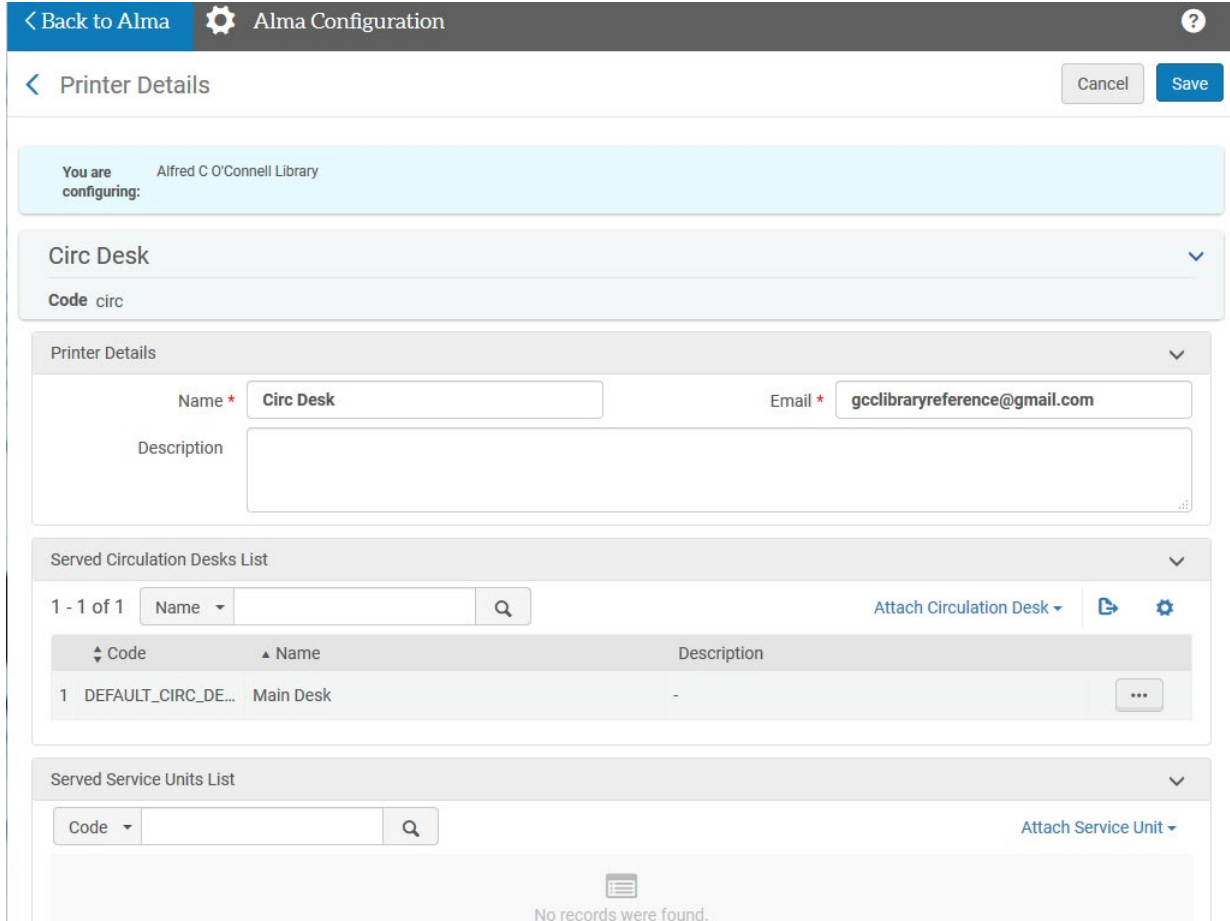 Back to Alma Alma Configuration ?
Printer Details Cancel Save
You are configuring: Alfred C O'Connell Library
Circ Desk
Code circ
Printer Details
Name * Circ Desk Email * gcclibraryreference@gmail.com
Description
Served Circulation Desks List
1 - 1 of 1 Name Attach Circulation Desk
Code Name Description
1 DEFAULT_CIRC_DE... Main Desk - ...
Served Service Units List
Code Attach Service Unit
No records were found.